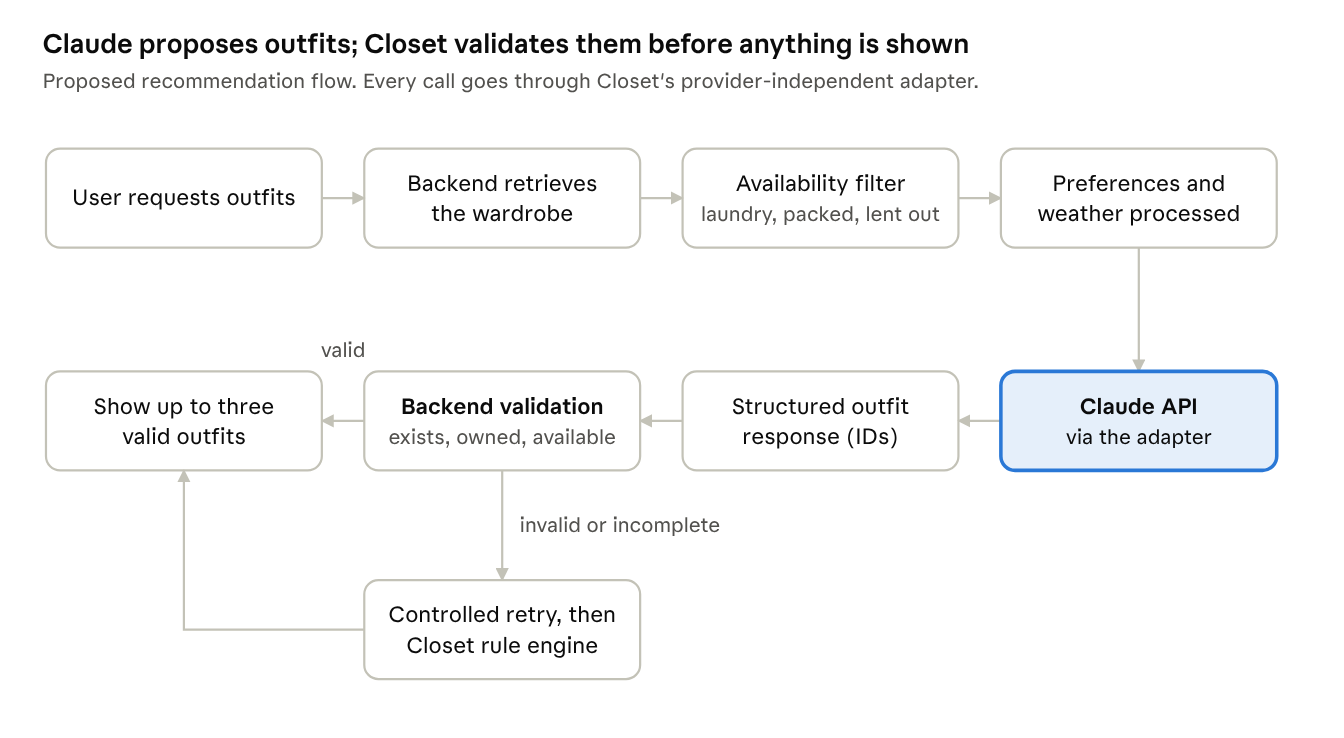 Claude proposes outfits; Closet validates them before anything is shown
Proposed recommendation flow. Every call goes through Closet's provider-independent adapter.
User requests outfits
Backend retrieves
the wardrobe
Availability filter
laundry, packed, lent out
Preferences and
weather processed
valid
Show up to three
valid outfits
Backend validation
exists, owned, available
Structured outfit
response (IDs)
Claude API
via the adapter
invalid or incomplete
Controlled retry, then
Closet rule engine